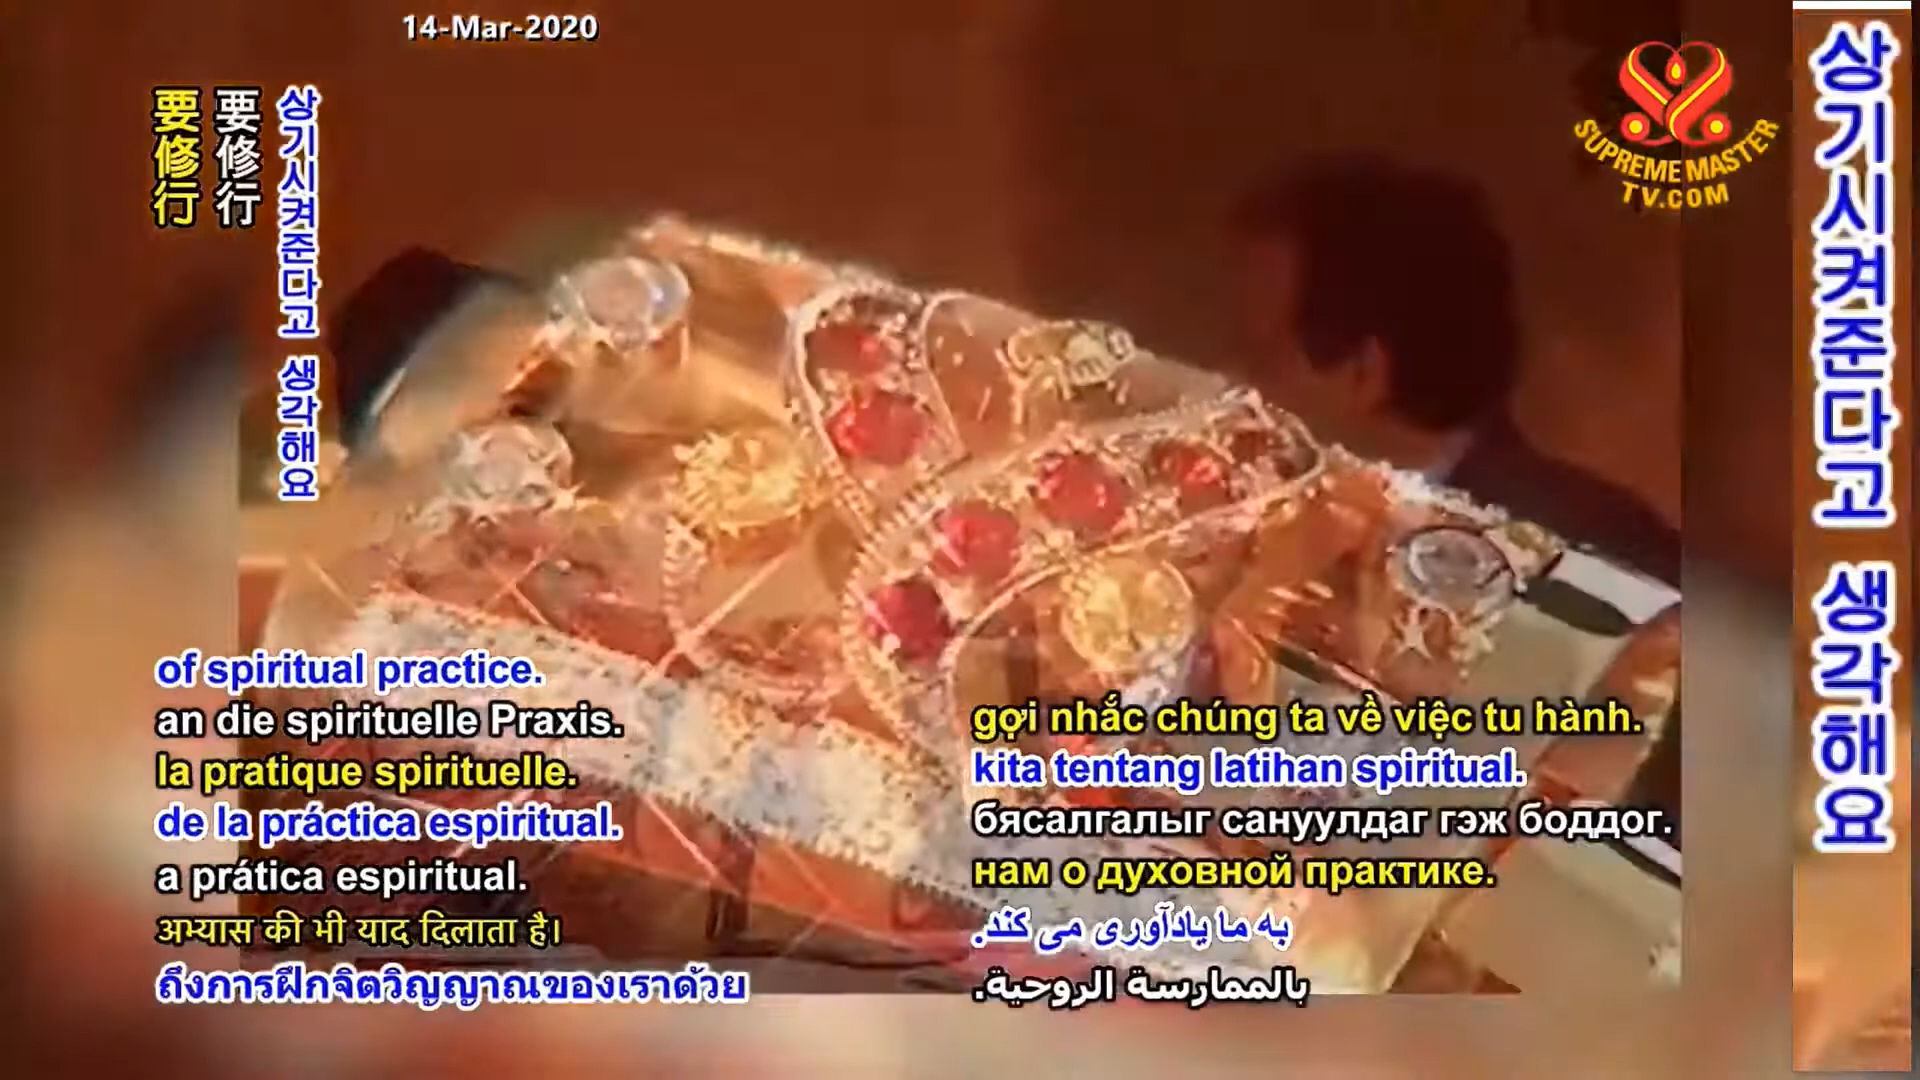 14-Mar-2020
SUPREME MASTER
TV.COM
要修行
要修行
상기시켜준다고 생각해요
상기시켜준다고 생각해요
of spiritual practice.
an die spirituelle Praxis.
la pratique spirituelle.
de la práctica espiritual.
a prática espiritual.
अभ्यास की भी याद दिलाता है।
ถึงการฝึกจิตวิญญาณของเราด้วย
gợi nhắc chúng ta về việc tu hành.
kita tentang latihan spiritual.
бясалгалыг сануулдаг гэж боддог.
нам о духовной практике.
به ما یادآوری می کند.
بالممارسة الروحية.